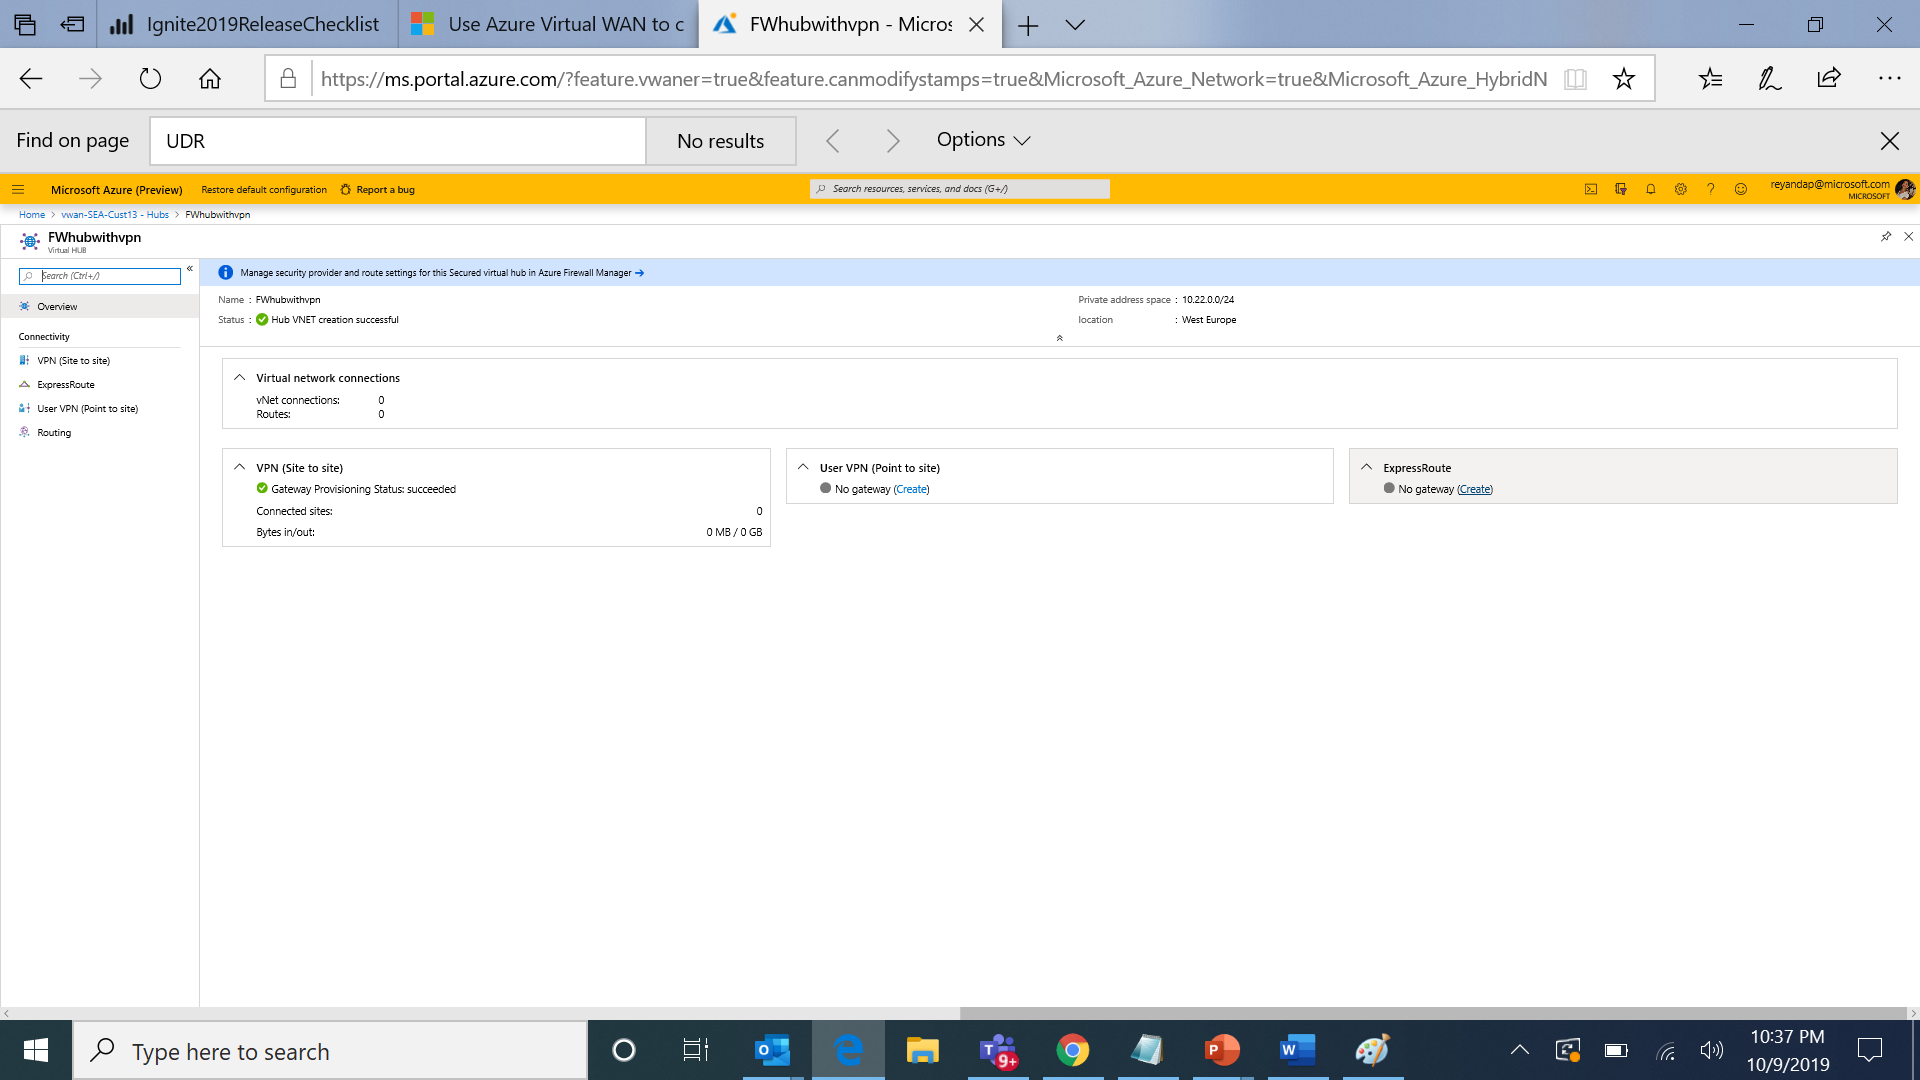 Ignite2019ReleaseChecklist
Use Azure Virtual WAN to c
FWhubwithvpn - Micros
https://ms.portal.azure.com/?feature.vwaner=true&feature.canmodifystamps=true&Microsoft_Azure_Network=true&Microsoft_Azure_HybridN
Find on page
UDR
No results
Options
Microsoft Azure (Preview)
Restore default configuration
Report a bug
Search resources, services, and docs (G+/)
reyandap@microsoft.com
MICROSOFT
Home > vwan-SEA-Cust13 - Hubs > FWhubwithvpn
FWhubwithvpn
Virtual HUB
Search (Ctrl+/)
«
Overview
Connectivity
VPN (Site to site)
ExpressRoute
User VPN (Point to site)
Routing
Manage security provider and route settings for this Secured virtual hub in Azure Firewall Manager →
Name : FWhubwithvpn
Status : Hub VNET creation successful
Private address space : 10.22.0.0/24
location : West Europe
Virtual network connections
vNet connections: 0
Routes: 0
VPN (Site to site)
Gateway Provisioning Status: succeeded
Connected sites: 0
Bytes in/out: 0 MB / 0 GB
User VPN (Point to site)
No gateway (Create)
ExpressRoute
No gateway (Create)
Type here to search
9+
10:37 PM
10/9/2019